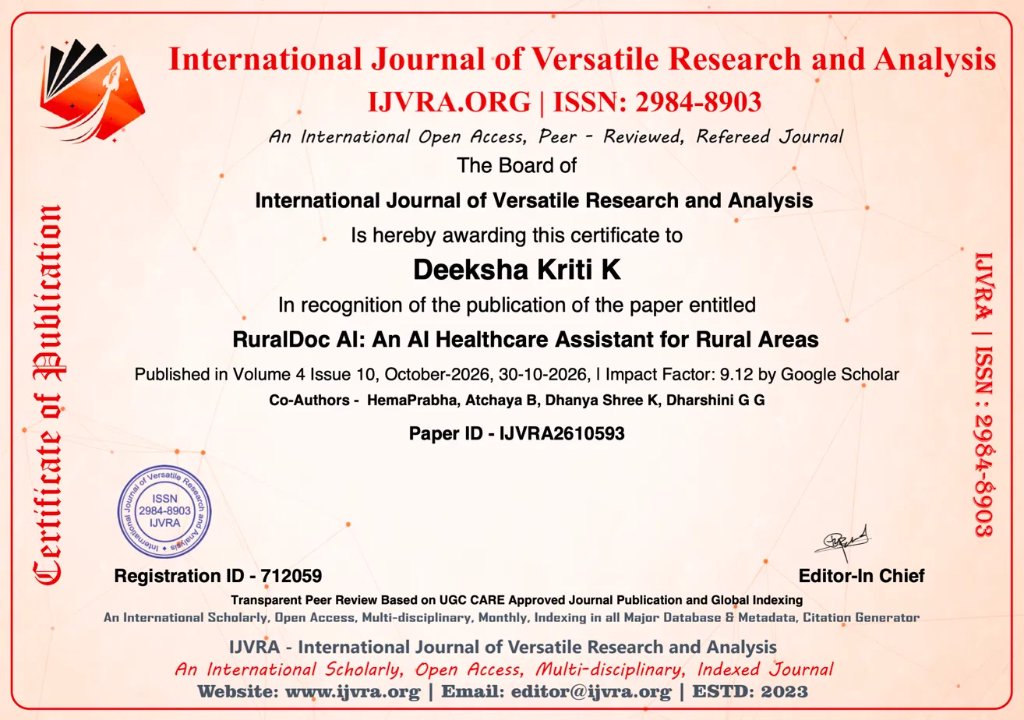 International Journal of Versatile Research and Analysis
IJVRA.ORG | ISSN: 2984-8903
An International Open Access, Peer - Reviewed, Refereed Journal
The Board of
International Journal of Versatile Research and Analysis
Is hereby awarding this certificate to
Deeksha Kriti K
In recognition of the publication of the paper entitled
RuralDoc AI: An AI Healthcare Assistant for Rural Areas
Published in Volume 4 Issue 10, October-2026, 30-10-2026, | Impact Factor: 9.12 by Google Scholar
Co-Authors - HemaPrabha, Atchaya B, Dhanya Shree K, Dharshini G G
Paper ID - IJVRA2610593
Certificate of Publication
IJVRA | ISSN : 2984-8903
International Journal of Versatile Research and Analysis
ISSN
2984-8903
IJVRA
Registration ID - 712059
Editor-In Chief
Transparent Peer Review Based on UGC CARE Approved Journal Publication and Global Indexing
An International Scholarly, Open Access, Multi-disciplinary, Monthly, Indexing in all Major Database & Metadata, Citation Generator
IJVRA - International Journal of Versatile Research and Analysis
An International Scholarly, Open Access, Multi-disciplinary, Indexed Journal
Website: www.ijvra.org | Email: editor@ijvra.org | ESTD: 2023